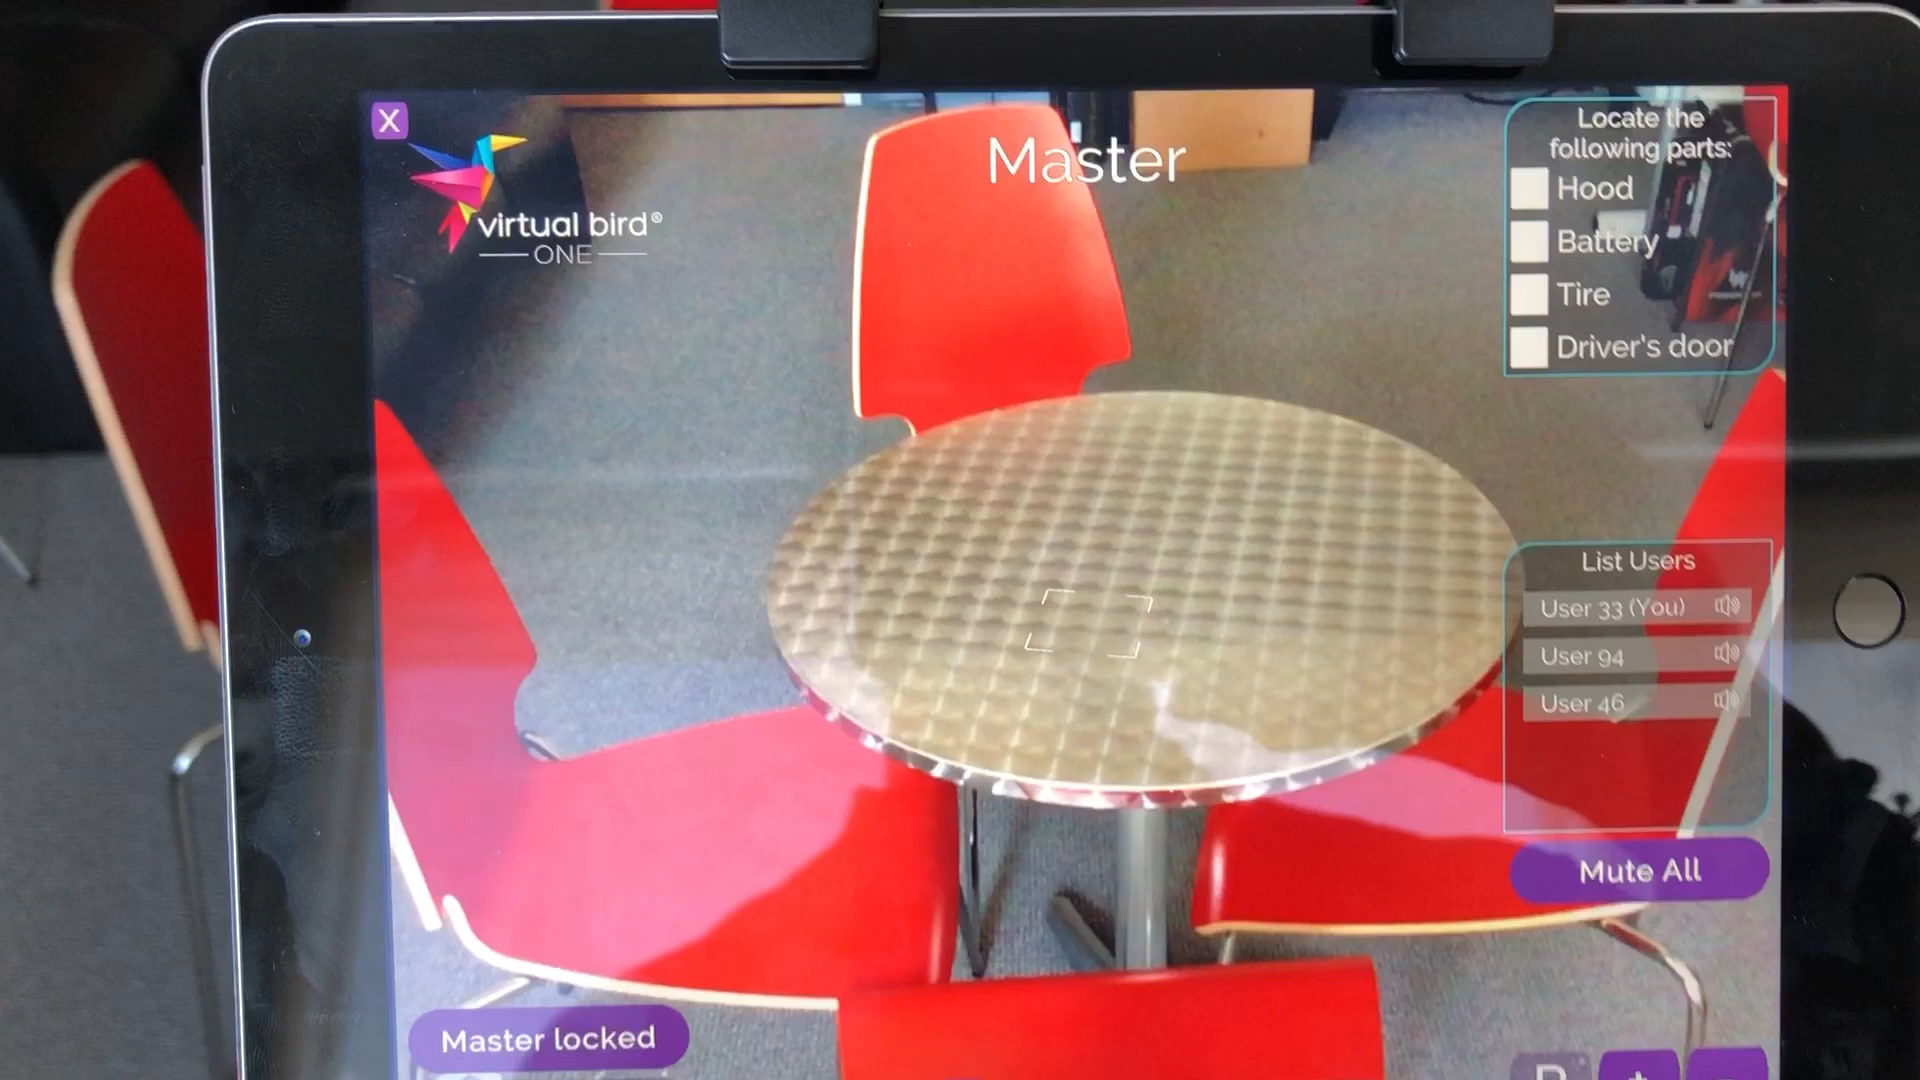 X
virtual bird®
ONE
Master
Locate the
following parts:
Hood
Battery
Tire
Driver's door
List Users
User 33 (You)
User 94
User 46
Mute All
Master locked
+